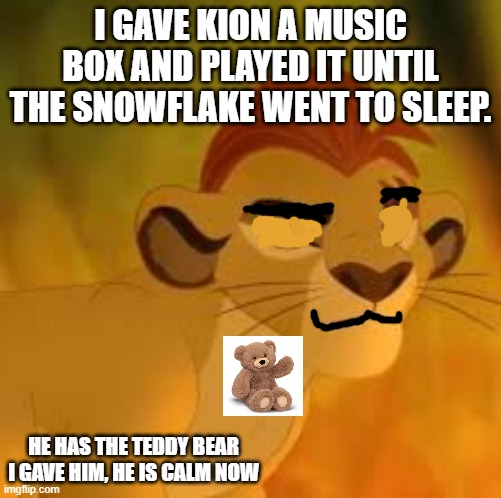 I GAVE KION A MUSIC
BOX AND PLAYED IT UNTIL
THE SNOWFLAKE WENT TO SLEEP.
HE HAS THE TEDDY BEAR
I GAVE HIM, HE IS CALM NOW
imgflip.com